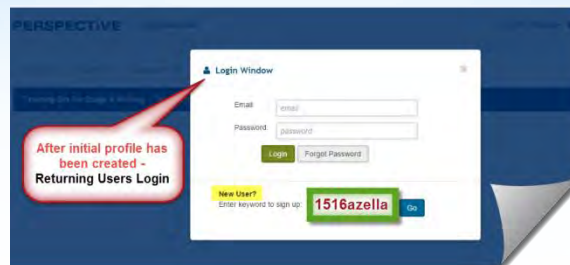 PERSPECTIVE
Login Window
Email
email
Password
password
Login
Forgot Password
After initial profile has
been created -
Returning Users Login
New User?
Enter keyword to sign up:
1516azella
Go